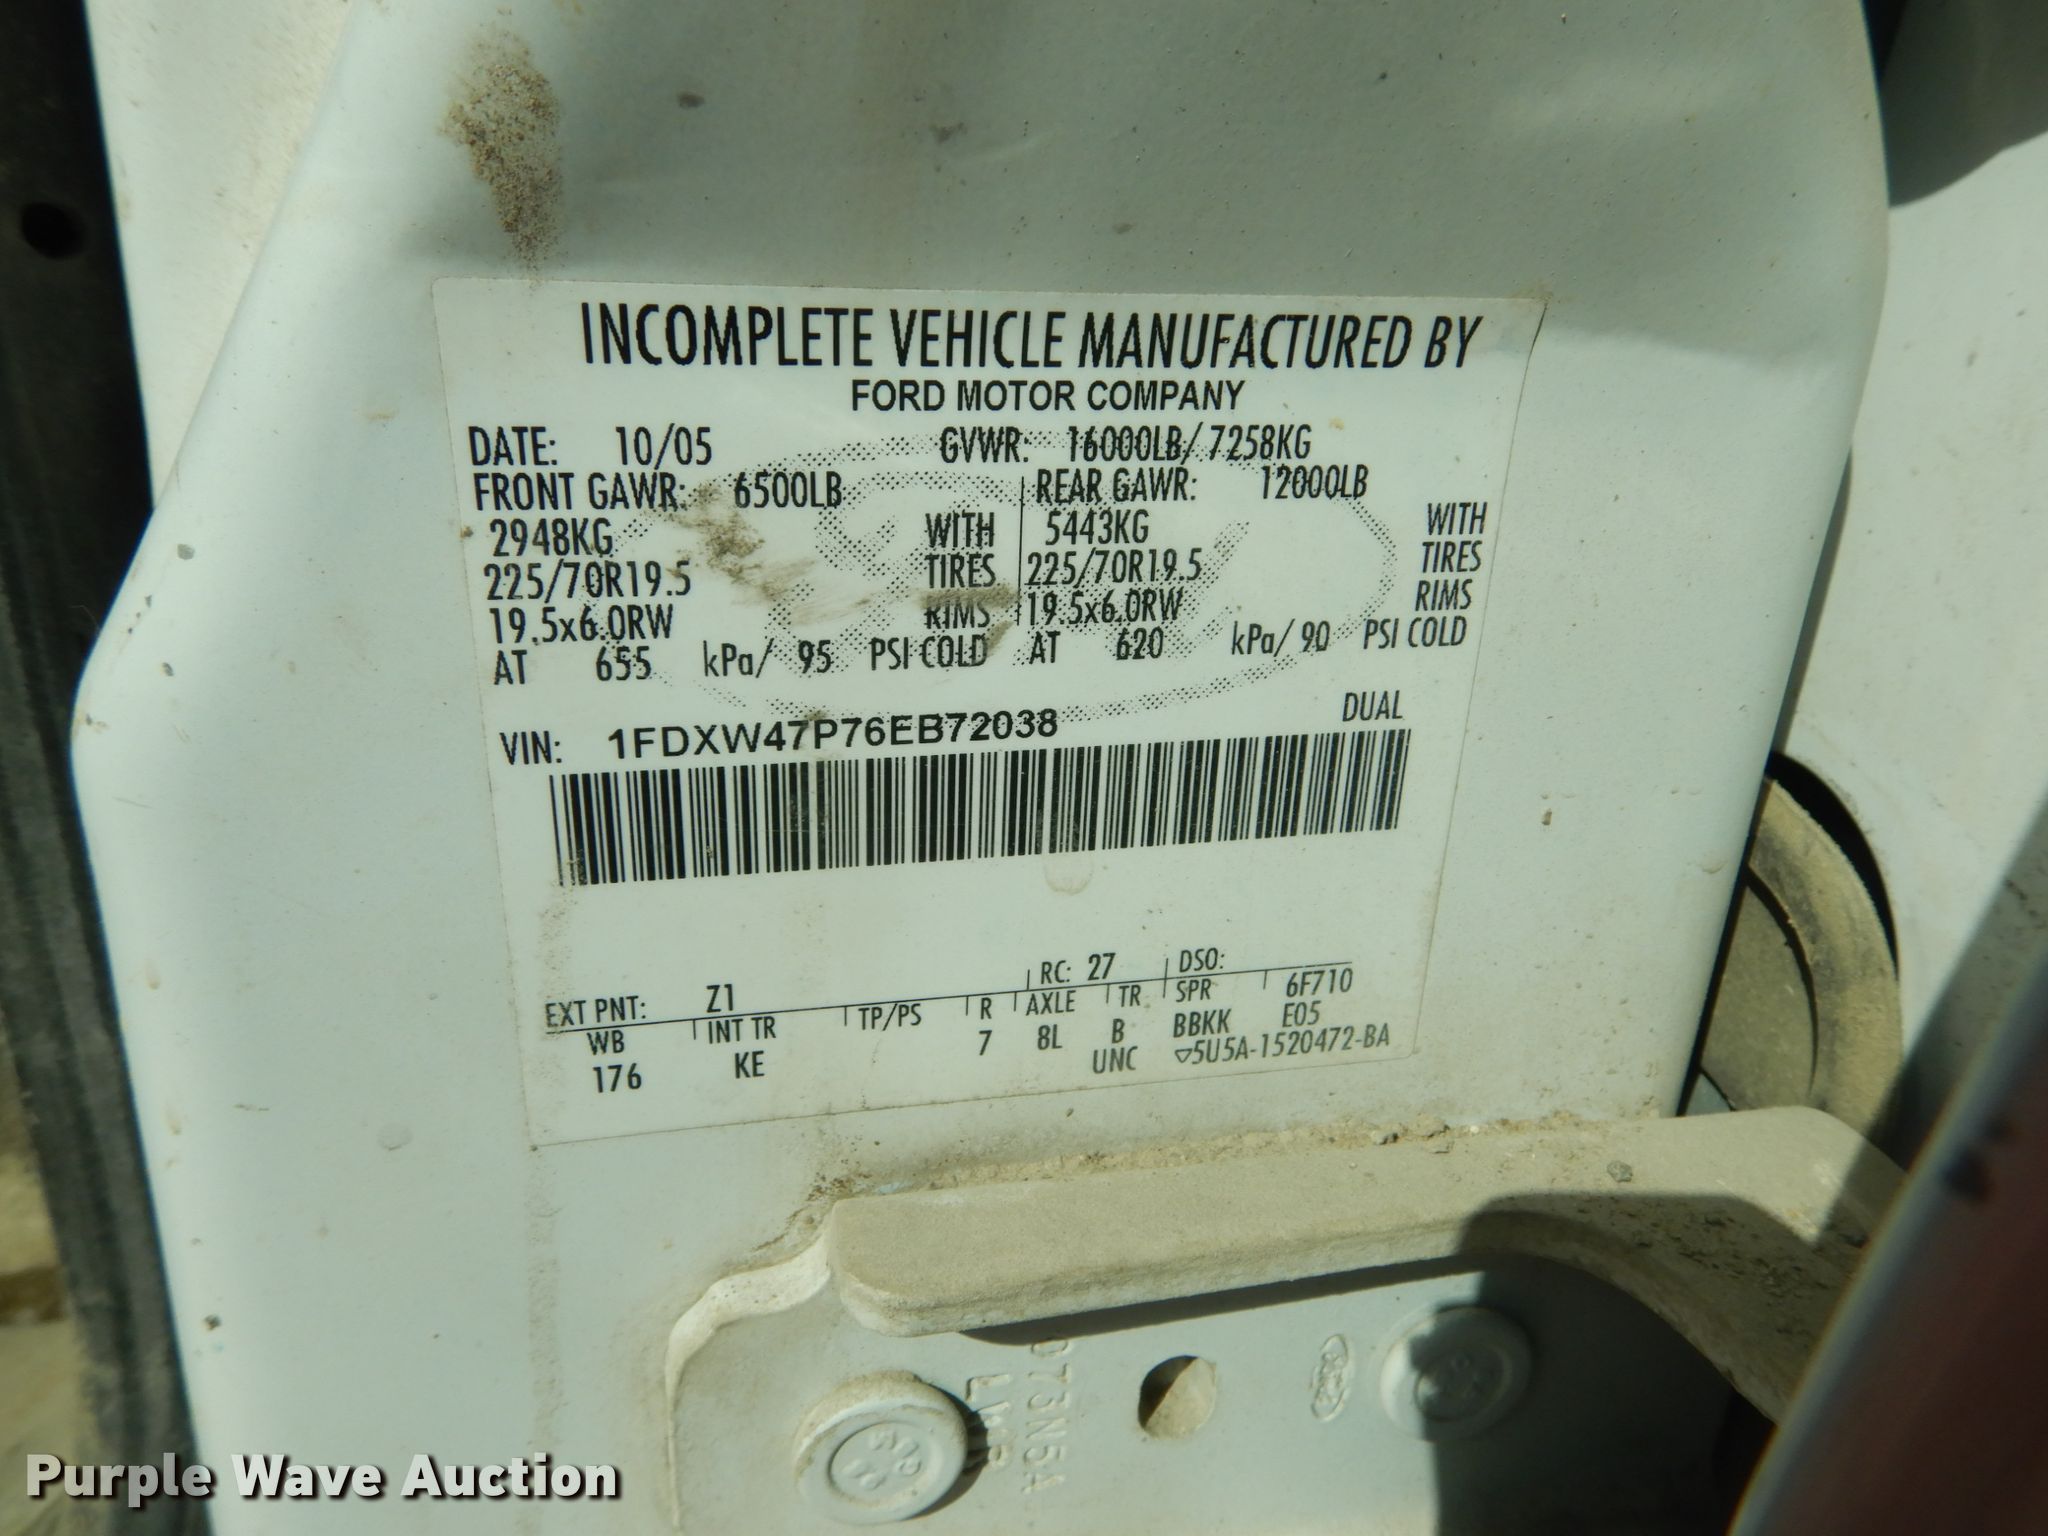 INCOMPLETE VEHICLE MANUFACTURED BY
FORD MOTOR COMPANY
DATE: 10/05 GVWR: 16000LB/ 7258KG
FRONT GAWR: 6500LB REAR GAWR: 12000LB
2948KG WITH 5443KG WITH
225/70R19.5 TIRES 225/70R19.5 TIRES
19.5x6.0RW RIMS 19.5x6.0RW RIMS
AT 655 kPa/ 95 PSI COLD AT 620 kPa/ 90 PSI COLD
VIN: 1FDXW47P76EB72038 DUAL
RC: 27 DSO:
EXT PNT: Z1
WB INT TR TP/PS R AXLE TR SPR 6F710
176 KE 7 8L B BBKK E05
UNC ▽5U5A-1520472-BA
Ford
Purple Wave Auction